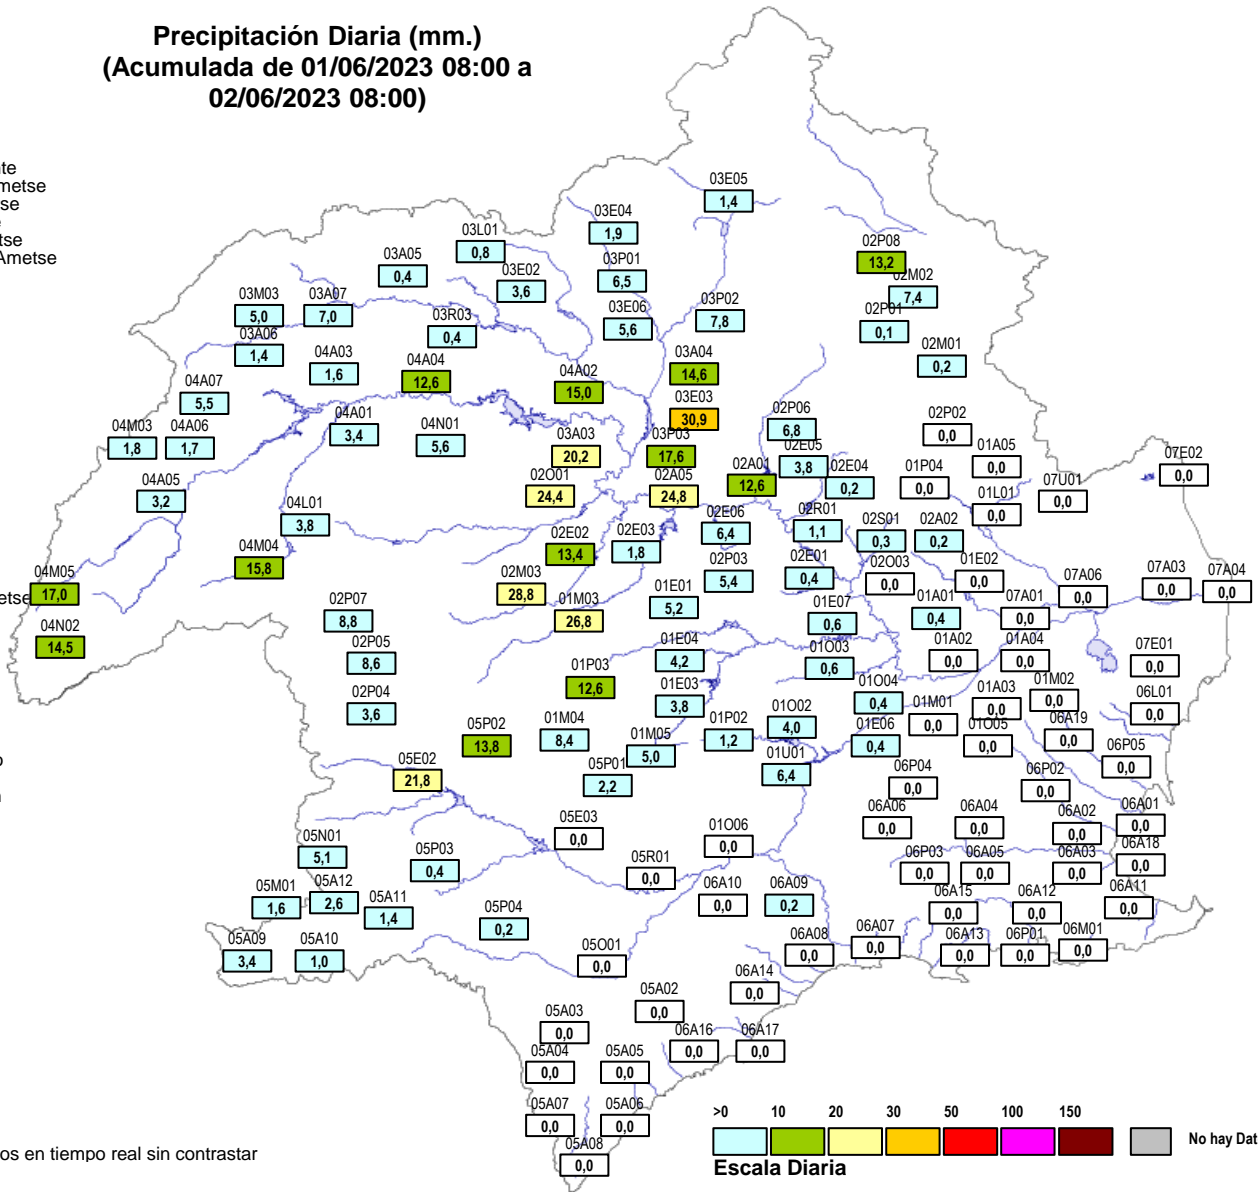 Precipitación Diaria (mm.)
(Acumulada de 01/06/2023 08:00 a
02/06/2023 08:00)
03E05
1,4
03E04
1,9
03L01
0,8
03A05
0,4
03E02
3,6
03P01
6,5
02P08
13,2
02M02
7,4
03M03
5,0
03A07
7,0
03R03
0,4
03E06
5,6
03P02
7,8
02P01
0,1
03A06
1,4
04A03
1,6
04A04
12,6
04A02
15,0
03A04
14,6
02M01
0,2
04A07
5,5
03E03
30,9
04M03
1,8
04A06
1,7
04A01
3,4
04N01
5,6
03A03
20,2
03P03
17,6
02P06
6,8
02P02
0,0
02E05
3,8
01A05
0,0
07E02
0,0
04A05
3,2
02O01
24,4
02A05
24,8
02A01
12,6
02E04
0,2
01P04
0,0
07U01
0,0
01L01
0,0
04L01
3,8
02E06
6,4
02R01
1,1
02S01
0,3
02A02
0,2
04M04
15,8
02E02
13,4
02E03
1,8
02P03
5,4
02E01
0,4
02O03
0,0
01E02
0,0
07A06
0,0
07A03
0,0
07A04
0,0
04M05
17,0
02M03
28,8
01M03
26,8
01E01
5,2
01E07
0,6
01A01
0,4
07A01
0,0
04N02
14,5
02P07
8,8
02P05
8,6
01E04
4,2
01O03
0,6
01A02
0,0
01A04
0,0
07E01
0,0
01P03
12,6
01E03
3,8
02P04
3,6
01O04
0,4
01M01
0,0
01A03
0,0
01M02
0,0
06L01
0,0
05P02
13,8
01M04
8,4
01M05
5,0
01P02
1,2
01O02
4,0
01E06
0,4
01O05
0,0
06A19
0,0
06P05
0,0
05E02
21,8
05P01
2,2
01U01
6,4
06P04
0,0
06P02
0,0
05E03
0,0
01O06
0,0
06A06
0,0
06A04
0,0
06A02
0,0
06A01
0,0
05N01
5,1
05P03
0,4
05R01
0,0
06P03
0,0
06A05
0,0
06A03
0,0
06A18
0,0
05M01
1,6
05A12
2,6
05A11
1,4
05P04
0,2
06A10
0,0
06A09
0,2
06A15
0,0
06A12
0,0
06A11
0,0
05A09
3,4
05A10
1,0
05O01
0,0
06A08
0,0
06A07
0,0
06A13
0,0
06P01
0,0
06M01
0,0
06A14
0,0
05A02
0,0
05A03
0,0
06A16
0,0
06A17
0,0
05A04
0,0
05A05
0,0
05A07
0,0
05A06
0,0
05A08
0,0
>0 10 20 30 50 100 150
No hay Dat
Escala Diaria
os en tiempo real sin contrastar